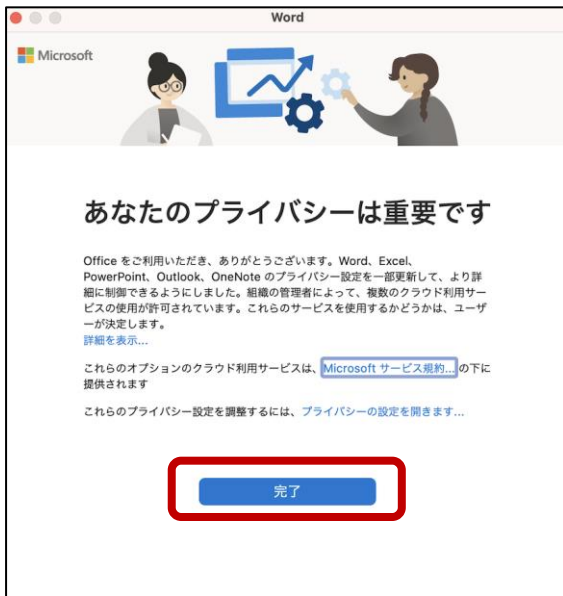 Word
Microsoft
あなたのプライバシーは重要です
Office をご利用いただき、ありがとうございます。Word、Excel、
PowerPoint、Outlook、OneNote のプライバシー設定を一部更新して、より詳
細に制御できるようにしました。組織の管理者によって、複数のクラウド利用サー
ビスの使用が許可されています。これらのサービスを使用するかどうかは、ユーザ
ーが決定します。
詳細を表示...
これらのオプションのクラウド利用サービスは、Microsoft サービス規約...の下に
提供されます
これらのプライバシー設定を調整するには、プライバシーの設定を開きます...
完了